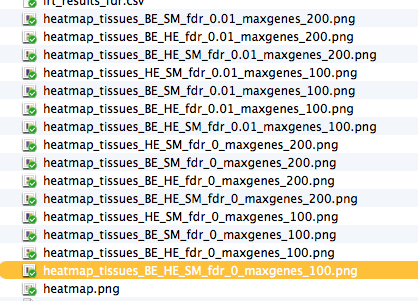 lrt_results_fdr.csv
heatmap_tissues_BE_SM_fdr_0.01_maxgenes_200.png
heatmap_tissues_BE_HE_fdr_0.01_maxgenes_200.png
heatmap_tissues_BE_HE_SM_fdr_0.01_maxgenes_200.png
heatmap_tissues_HE_SM_fdr_0.01_maxgenes_100.png
heatmap_tissues_BE_SM_fdr_0.01_maxgenes_100.png
heatmap_tissues_BE_HE_fdr_0.01_maxgenes_100.png
heatmap_tissues_BE_HE_SM_fdr_0.01_maxgenes_100.png
heatmap_tissues_HE_SM_fdr_0_maxgenes_200.png
heatmap_tissues_BE_SM_fdr_0_maxgenes_200.png
heatmap_tissues_BE_HE_fdr_0_maxgenes_200.png
heatmap_tissues_BE_HE_SM_fdr_0_maxgenes_200.png
heatmap_tissues_HE_SM_fdr_0_maxgenes_100.png
heatmap_tissues_BE_SM_fdr_0_maxgenes_100.png
heatmap_tissues_BE_HE_fdr_0_maxgenes_100.png
heatmap_tissues_BE_HE_SM_fdr_0_maxgenes_100.png
heatmap.png